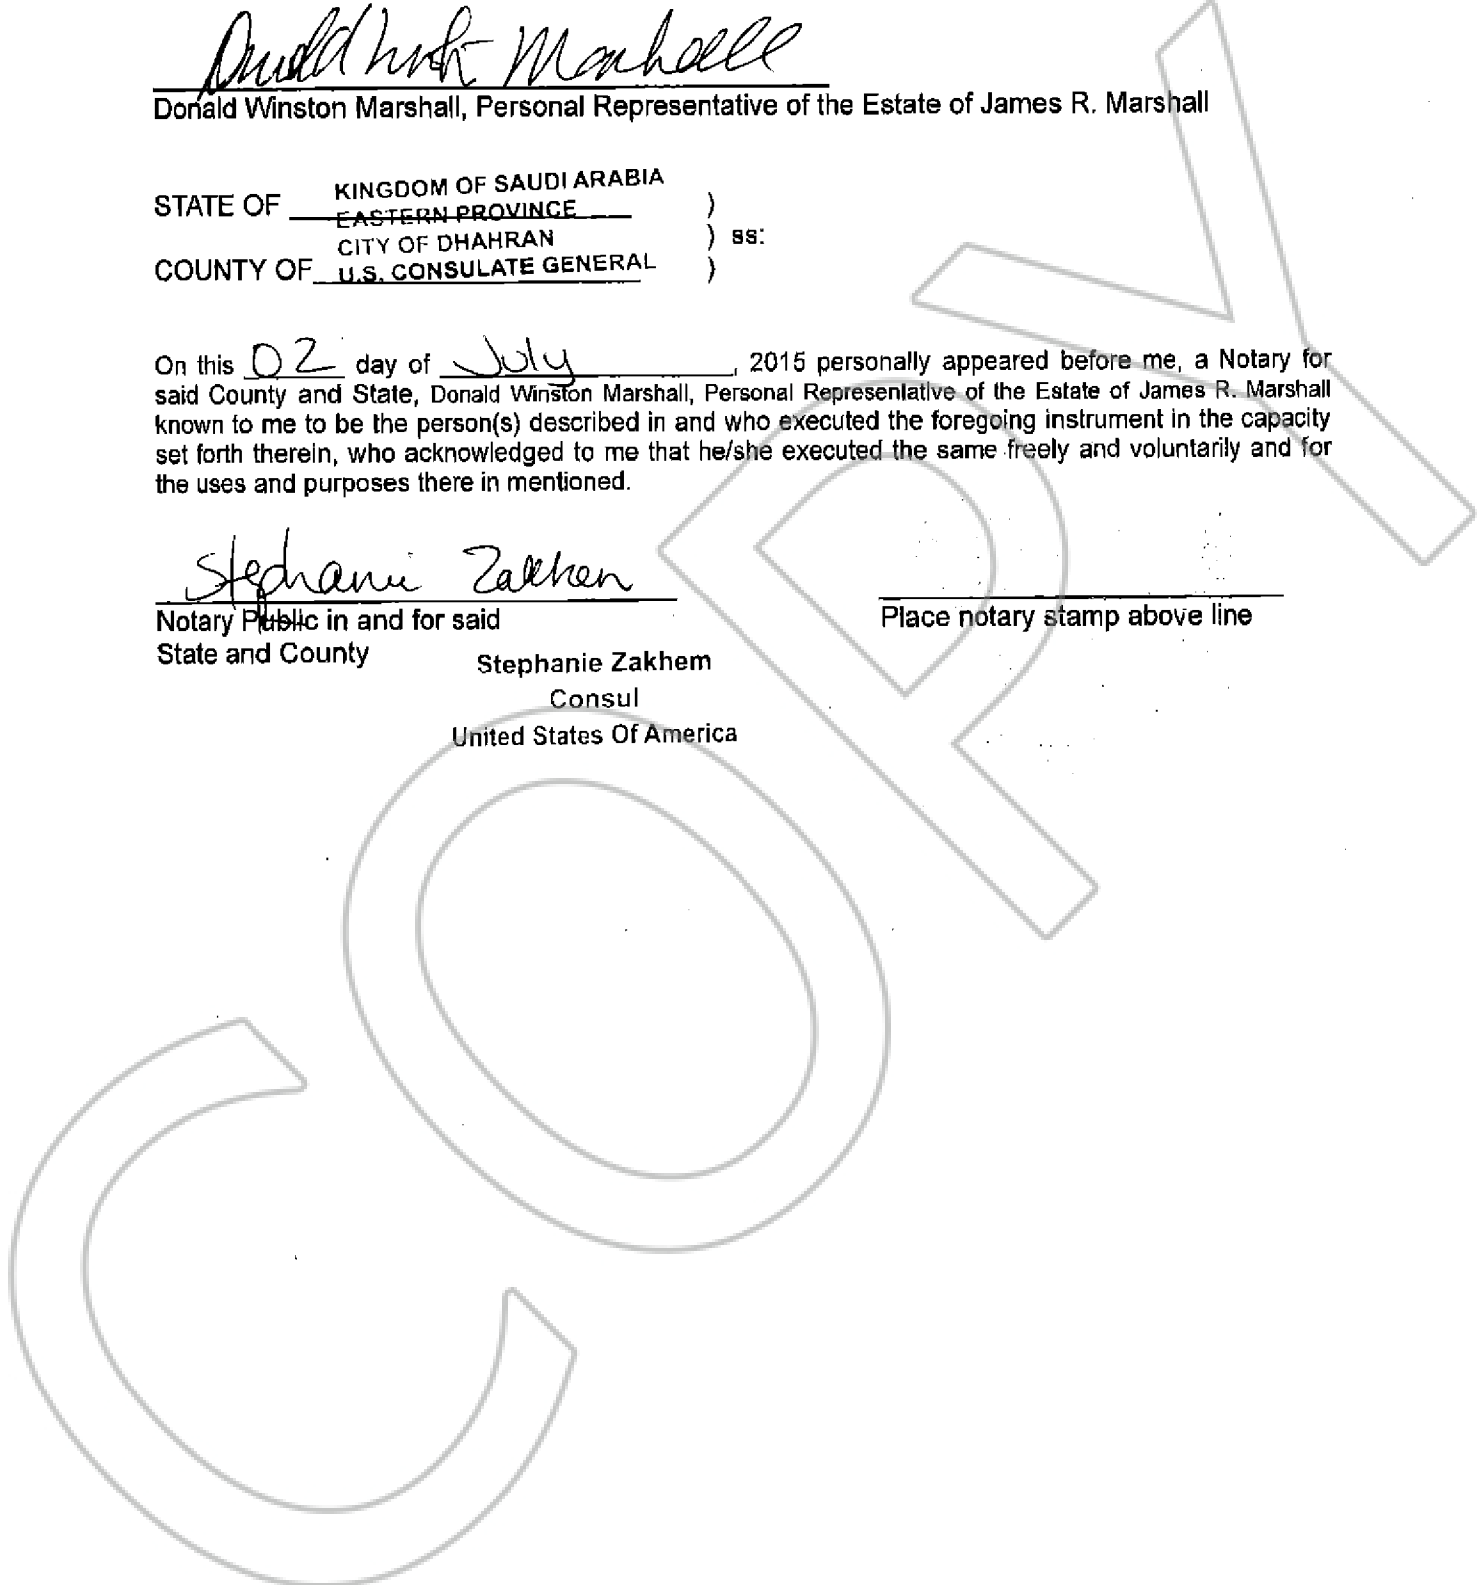 Donald Winston Marshall, Personal Representative of the Estate of James R. Marshall
STATE OF KINGDOM OF SAUDI ARABIA )
EASTERN PROVINCE
CITY OF DHAHRAN ) ss:
COUNTY OF U.S. CONSULATE GENERAL )
On this 02 day of July, 2015 personally appeared before me, a Notary for
said County and State, Donald Winston Marshall, Personal Representative of the Estate of James R. Marshall
known to me to be the person(s) described in and who executed the foregoing instrument in the capacity
set forth therein, who acknowledged to me that he/she executed the same freely and voluntarily and for
the uses and purposes there in mentioned.
Stephanie Zakhem
Notary Public in and for said
State and County
Place notary stamp above line
Stephanie Zakhem
Consul
United States Of America
COPY